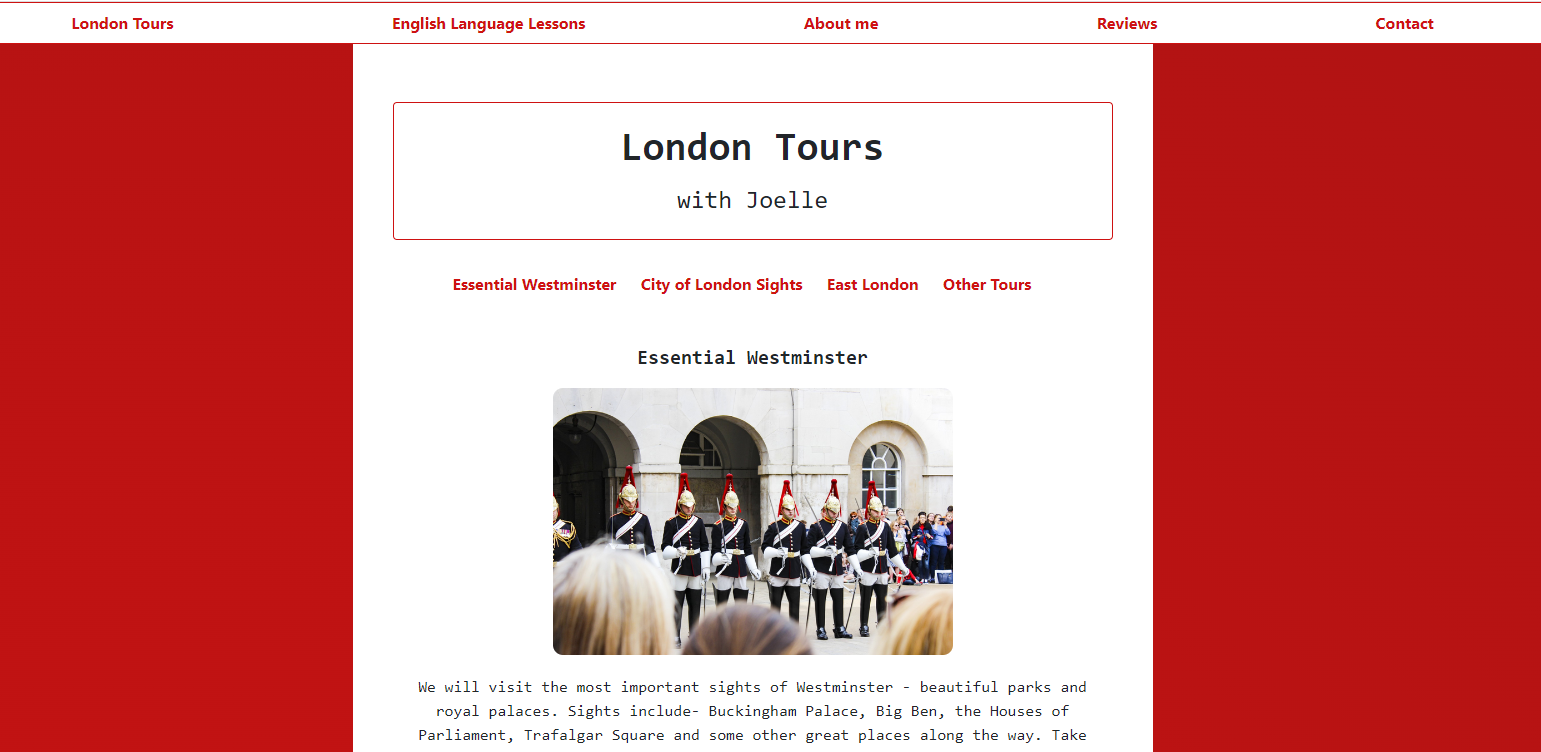 London Tours English Language Lessons About me Reviews Contact
London Tours
with Joelle
Essential Westminster City of London Sights East London Other Tours
Essential Westminster
We will visit the most important sights of Westminster - beautiful parks and
royal palaces. Sights include- Buckingham Palace, Big Ben, the Houses of
Parliament, Trafalgar Square and some other great places along the way. Take